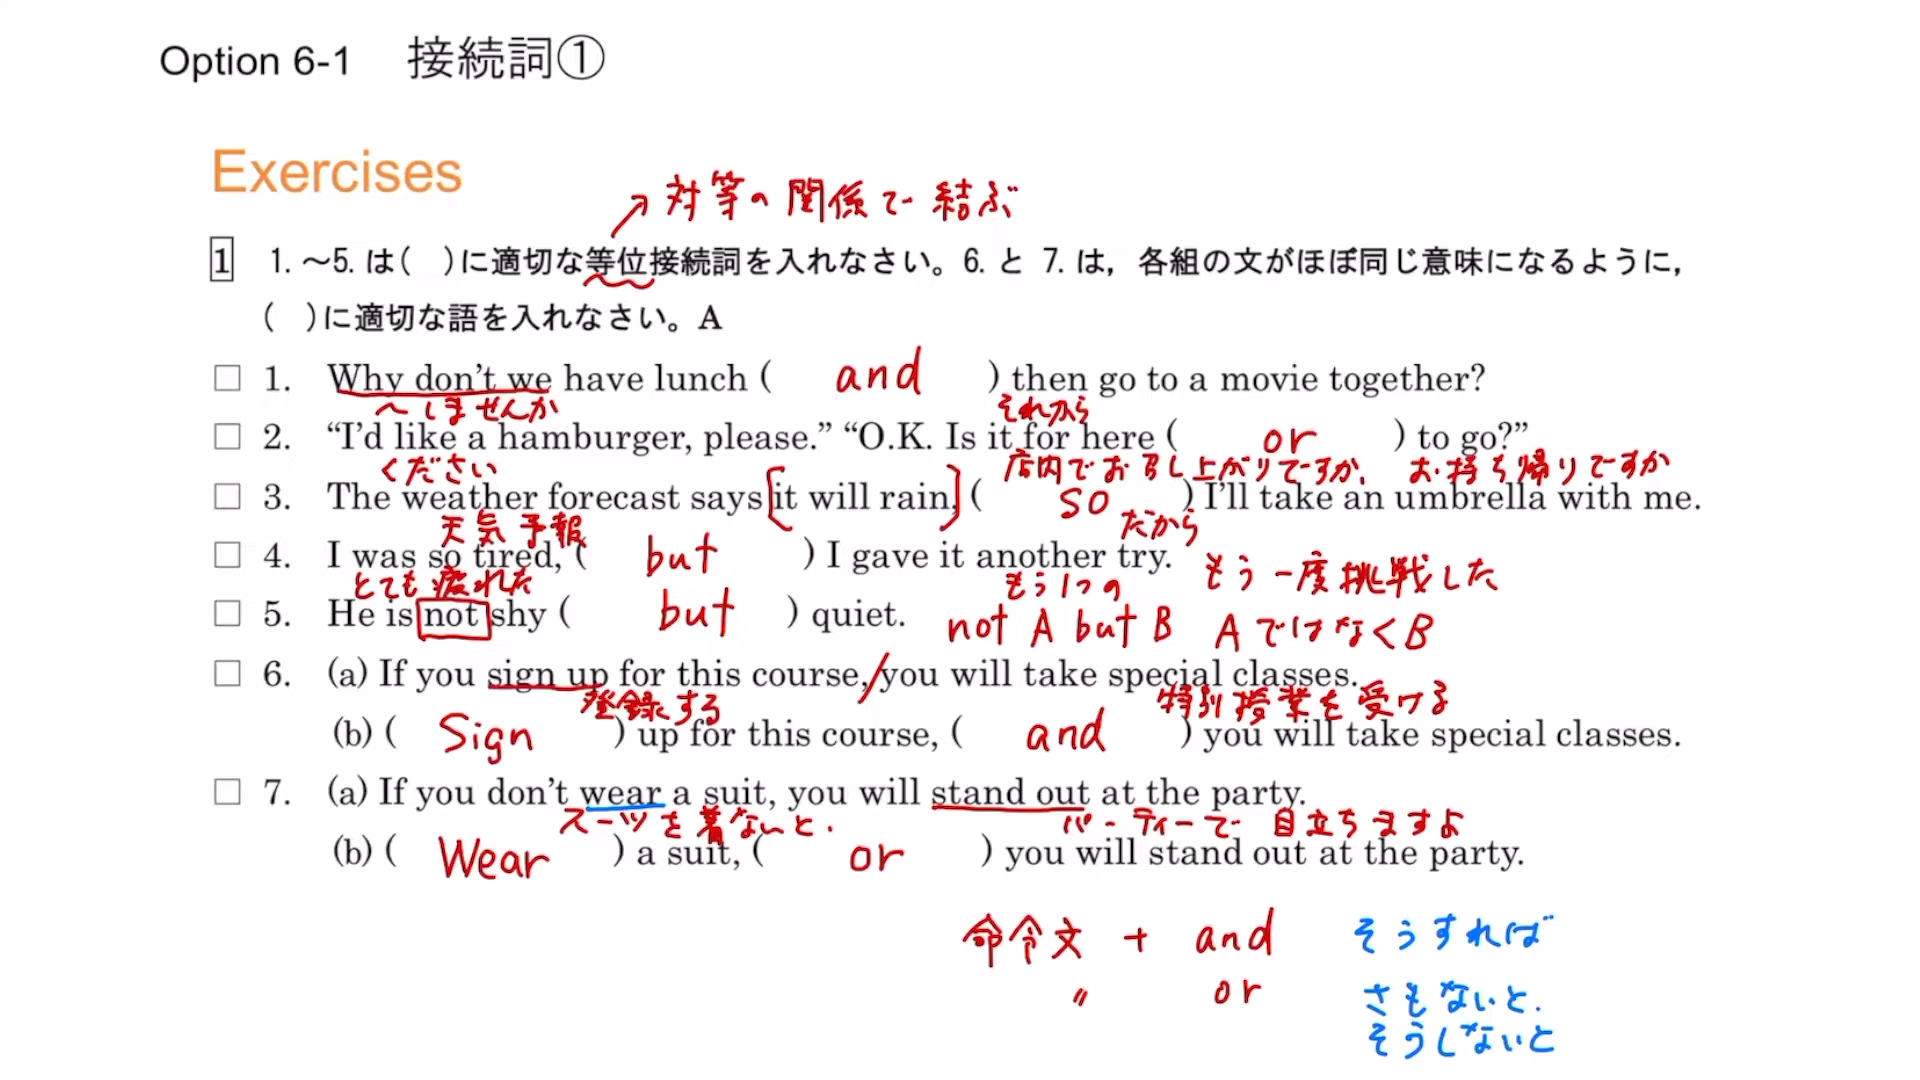 Option 6-1 接続詞①
Exercises
→ 対等の関係で結ぶ
1 1.～5.は(　)に適切な等位接続詞を入れなさい。6.と 7.は，各組の文がほぼ同じ意味になるように，
(　)に適切な語を入れなさい。A
□ 1. Why don't we have lunch ( and ) then go to a movie together?
～しませんか それから
□ 2. “I'd like a hamburger, please.” “O.K. Is it for here ( or ) to go?”
ください 店内でお召し上がりですか、お持ち帰りですか
□ 3. The weather forecast says [it will rain,] ( so ) I'll take an umbrella with me.
天気予報 だから
□ 4. I was so tired, ( but ) I gave it another try. もう一度挑戦した
とても疲れた もう1つの
□ 5. He is not shy ( but ) quiet. not A but B AではなくB
□ 6. (a) If you sign up for this course, / you will take special classes.
登録する 特別授業を受ける
(b) ( Sign ) up for this course, ( and ) you will take special classes.
□ 7. (a) If you don't wear a suit, you will stand out at the party.
スーツを着ないと、 パーティーで目立ちますよ
(b) ( Wear ) a suit, ( or ) you will stand out at the party.
命令文 + and そうすれば
〃 or さもないと、
そうしないと